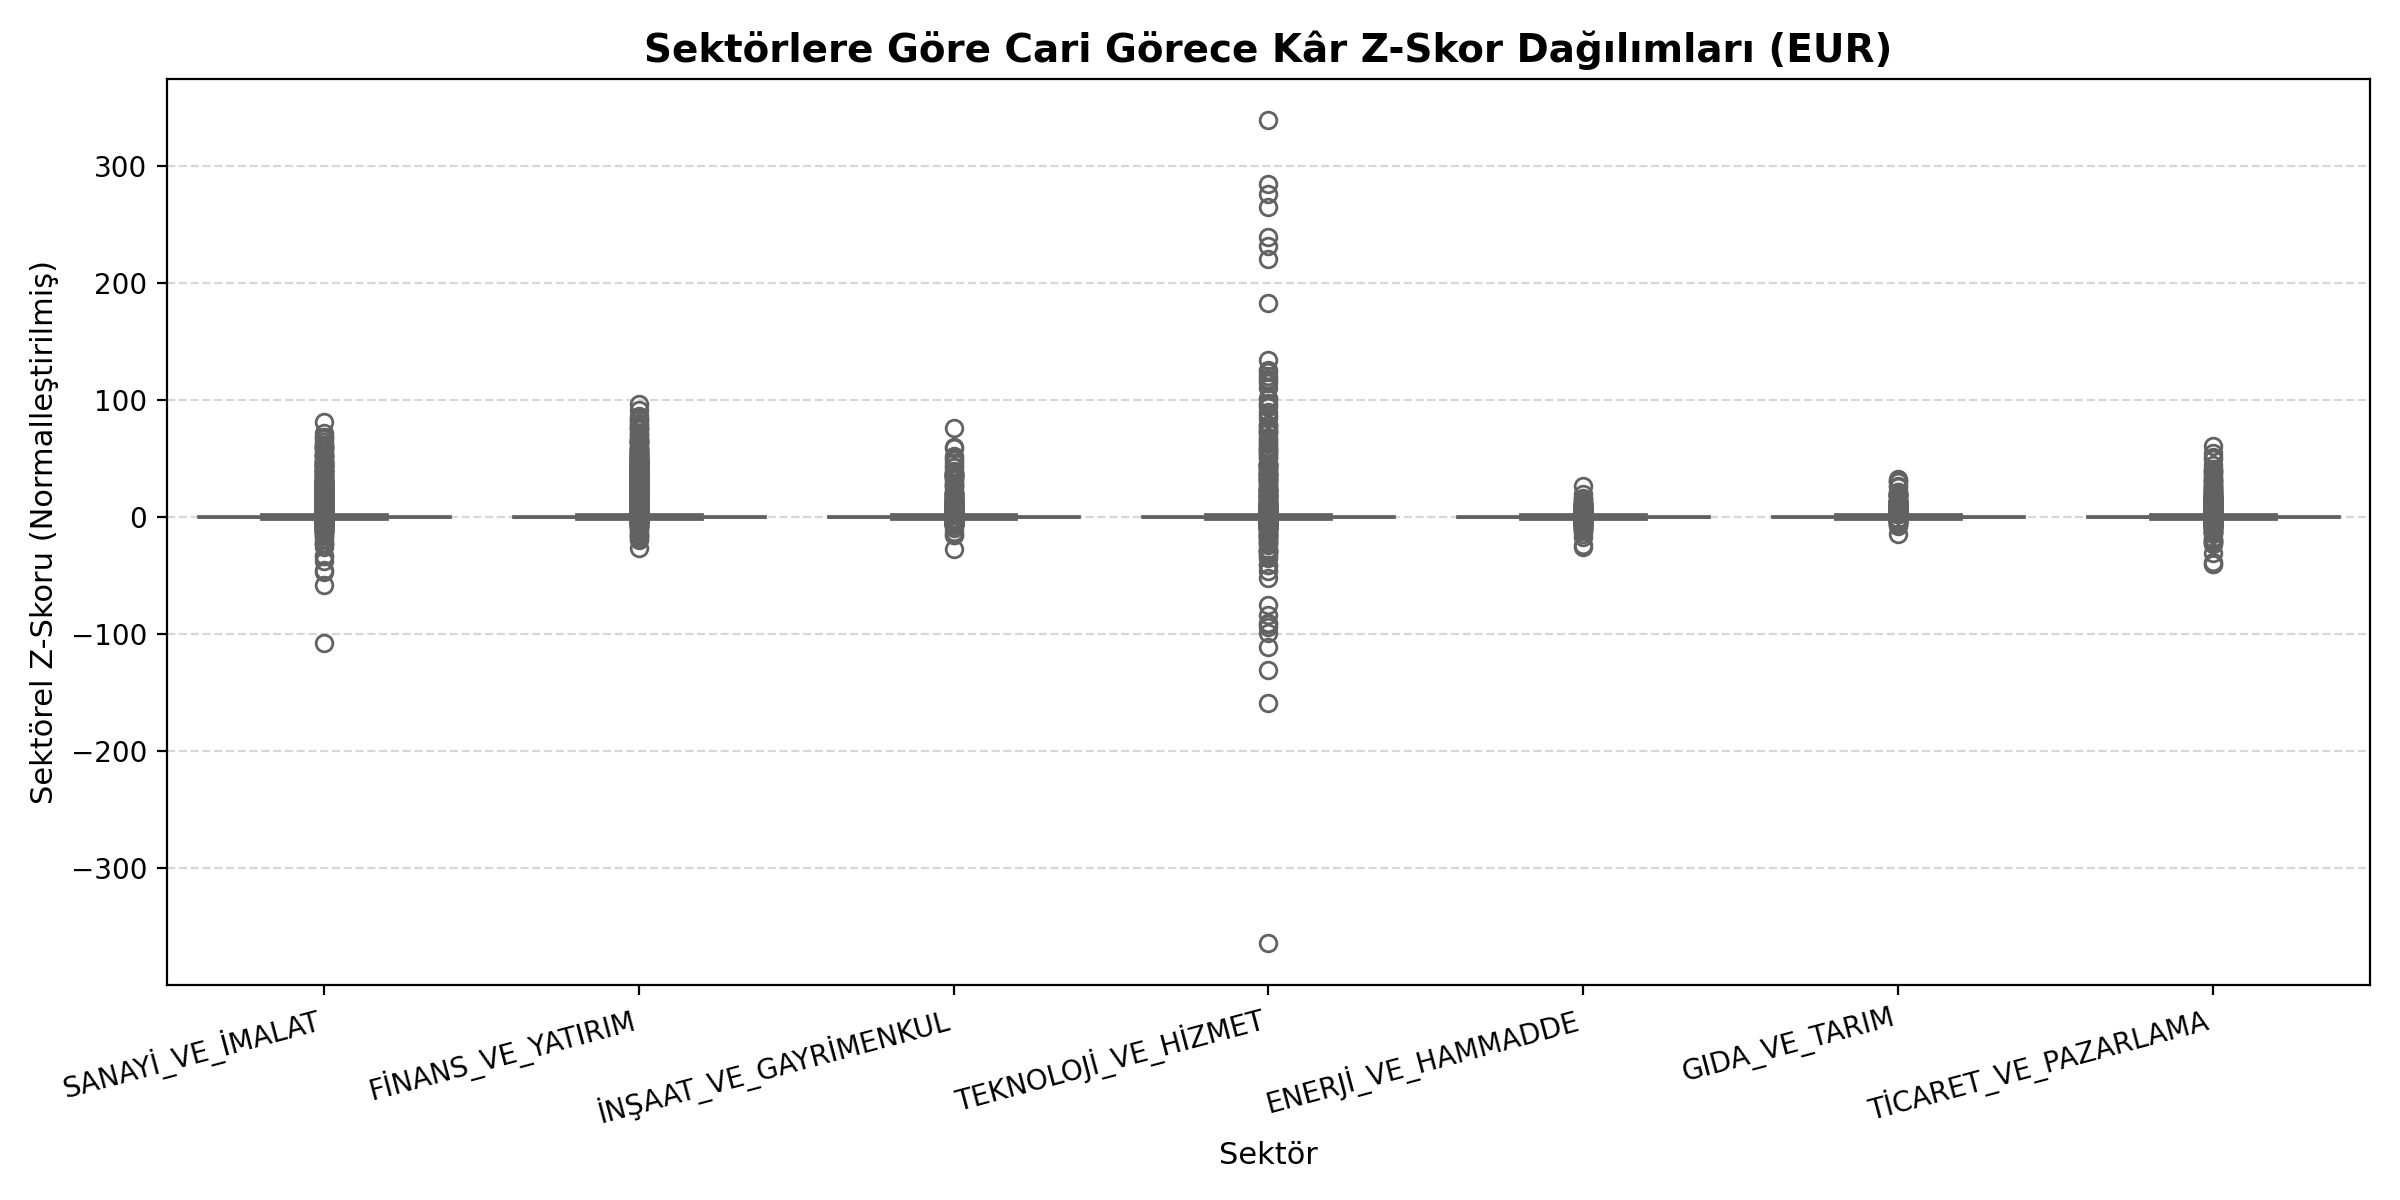 Sektörlere Göre Cari Görece Kâr Z-Skor Dağılımları (EUR)
Sektörel Z-Skoru (Normalleştirilmiş)
300
200
100
0
−100
−200
−300
SANAYİ_VE_İMALAT
FİNANS_VE_YATIRIM
İNŞAAT_VE_GAYRİMENKUL
TEKNOLOJİ_VE_HİZMET
ENERJİ_VE_HAMMADDE
GIDA_VE_TARIM
TİCARET_VE_PAZARLAMA
Sektör